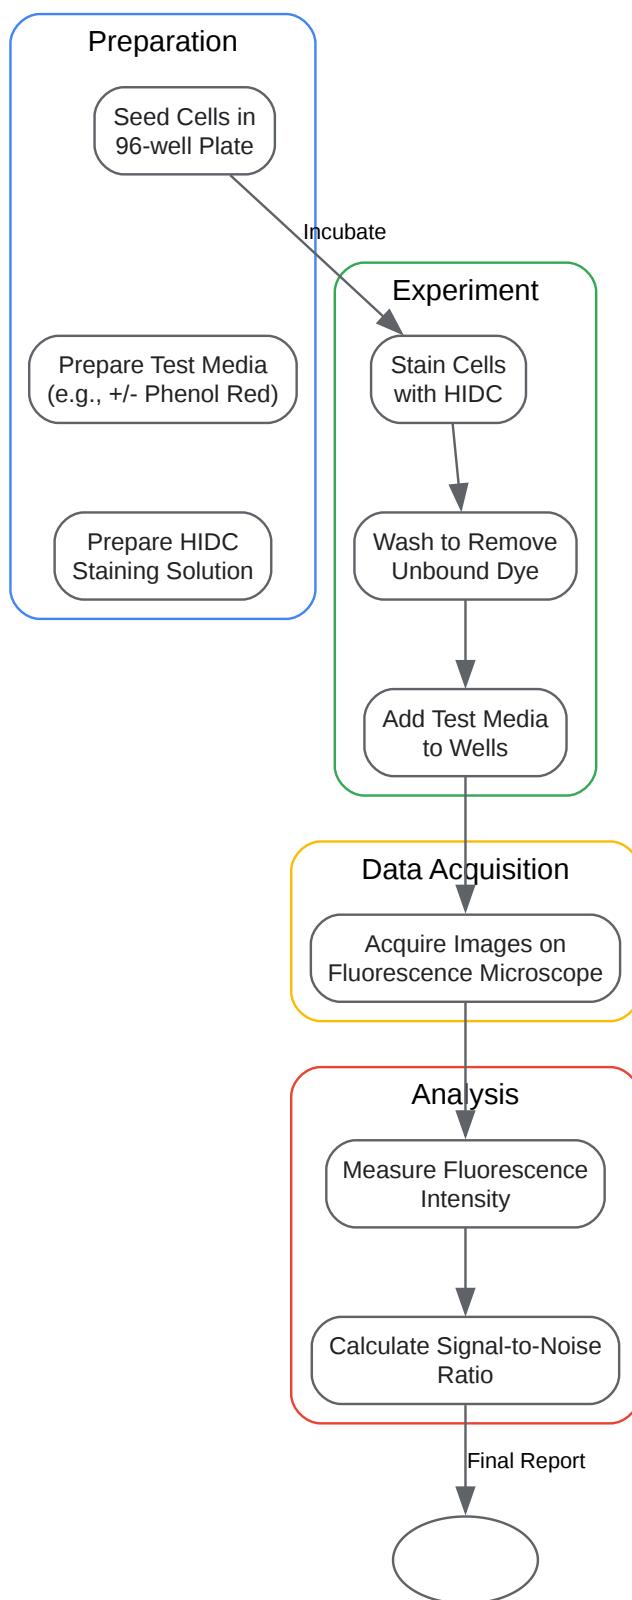 Preparation
Seed Cells in
96-well Plate
Incubate
Prepare Test Media
(e.g., +/- Phenol Red)
Prepare HIDC
Staining Solution
Experiment
Stain Cells
with HIDC
Wash to Remove
Unbound Dye
Add Test Media
to Wells
Data Acquisition
Acquire Images on
Fluorescence Microscope
Analysis
Measure Fluorescence
Intensity
Calculate Signal-to-Noise
Ratio
Final Report